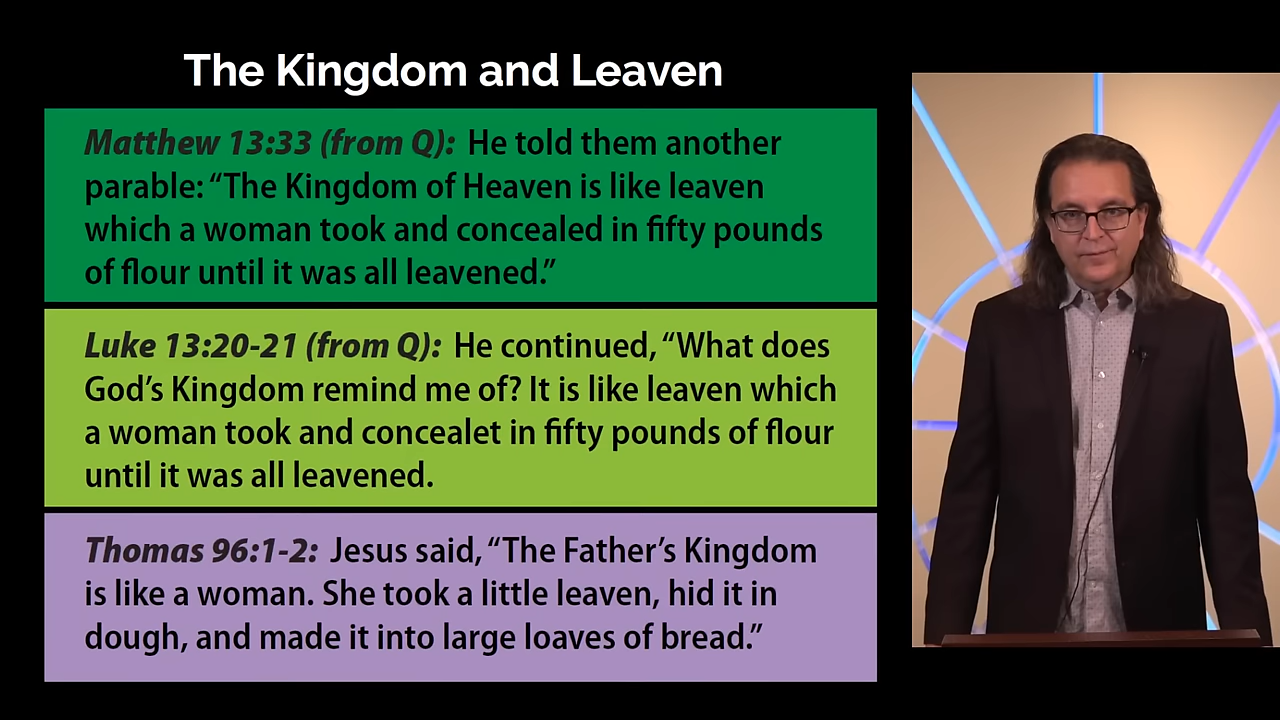 The Kingdom and Leaven
Matthew 13:33 (from Q): He told them another
parable: “The Kingdom of Heaven is like leaven
which a woman took and concealed in fifty pounds
of flour until it was all leavened.”
Luke 13:20-21 (from Q): He continued, “What does
God’s Kingdom remind me of? It is like leaven which
a woman took and concealet in fifty pounds of flour
until it was all leavened.
Thomas 96:1-2: Jesus said, “The Father’s Kingdom
is like a woman. She took a little leaven, hid it in
dough, and made it into large loaves of bread.”